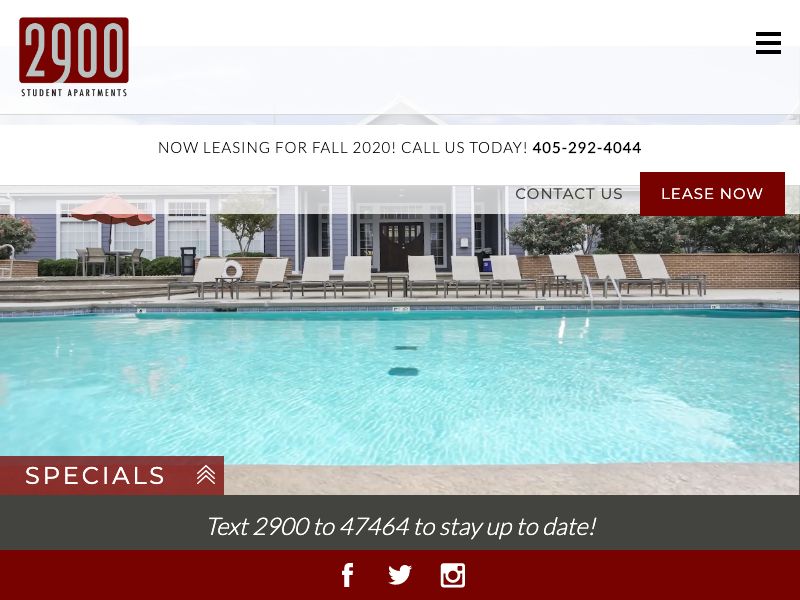 2900
STUDENT APARTMENTS
NOW LEASING FOR FALL 2020! CALL US TODAY! 405-292-4044
CONTACT US
LEASE NOW
SPECIALS
Text 2900 to 47464 to stay up to date!